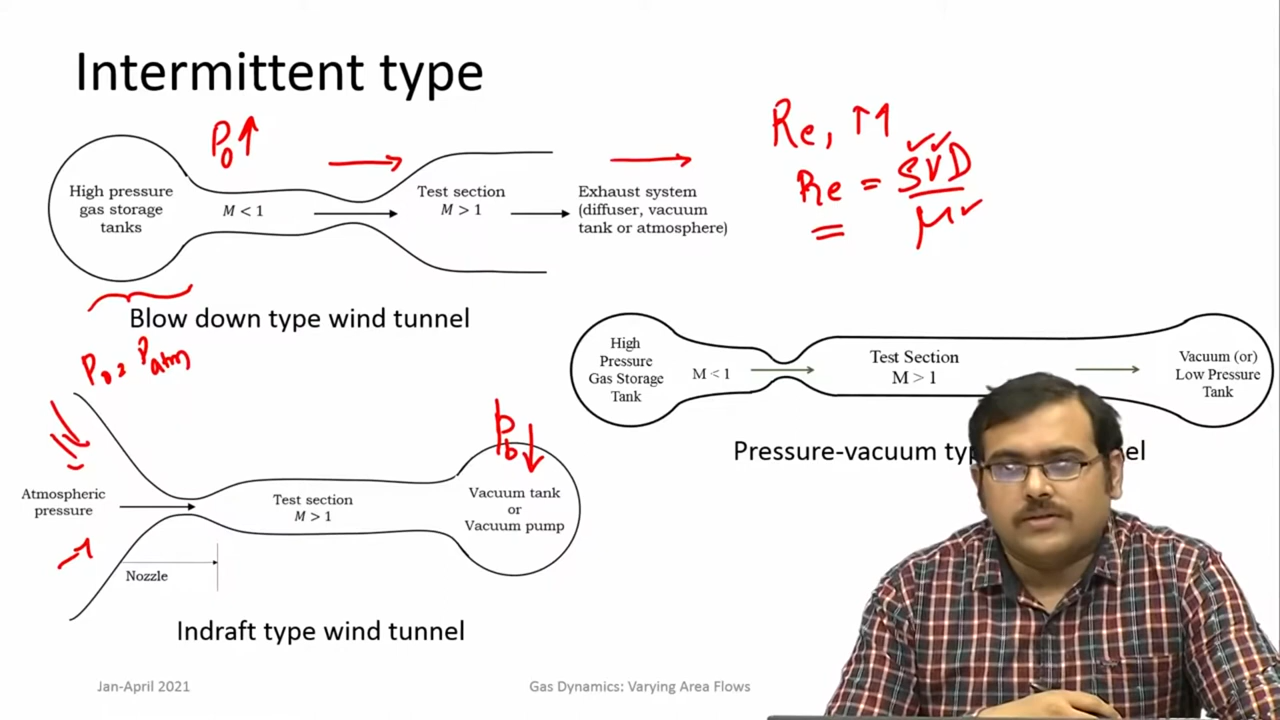 Intermittent type
P₀↑
High pressure
gas storage
tanks
M < 1
Test section
M > 1
Exhaust system
(diffuser, vacuum
tank or atmosphere)
Re, ↑↑
Re = ρVD
μ
Blow down type wind tunnel
High
Pressure
Gas Storage
Tank
M < 1
Test Section
M > 1
Vacuum (or)
Low Pressure
Tank
P₀ = Patm
Atmospheric
pressure
Nozzle
Test section
M > 1
Pb↓
Vacuum tank
or
Vacuum pump
Pressure-vacuum
Indraft type wind tunnel
Jan-April 2021
Gas Dynamics: Varying Area Flows